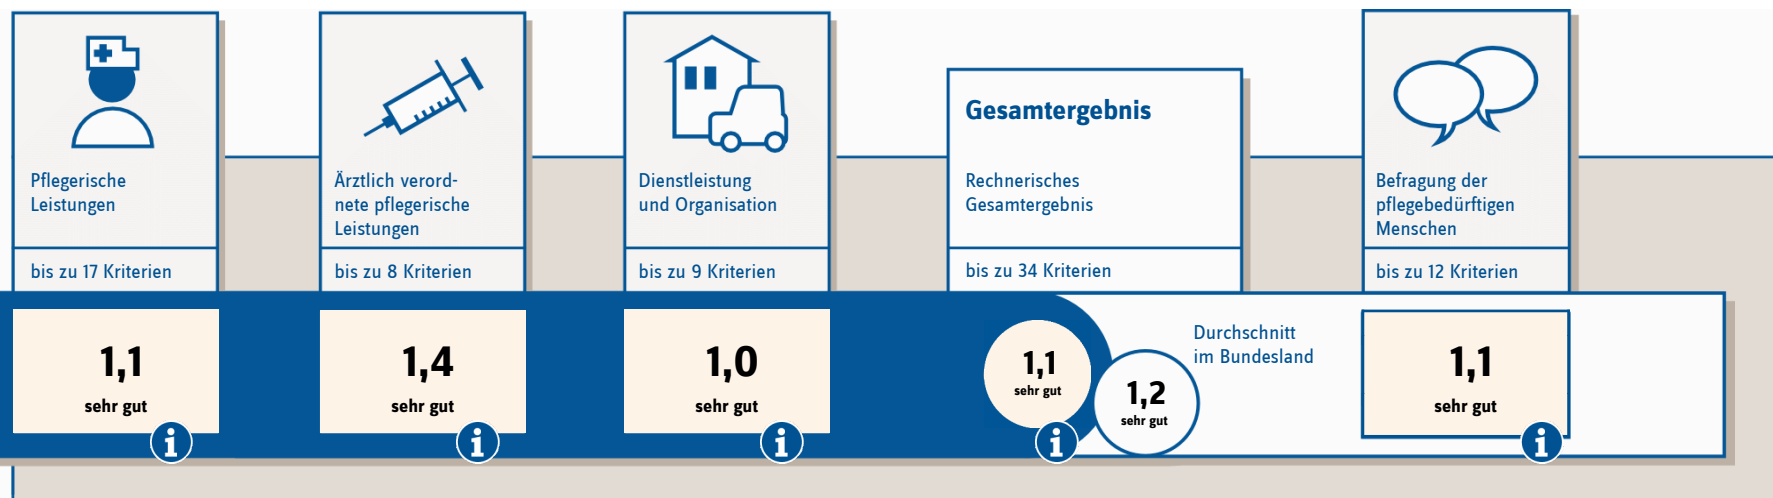 Pflegerische
Leistungen
bis zu 17 Kriterien
1,1
sehr gut
i
Ärztlich verord-
nete pflegerische
Leistungen
bis zu 8 Kriterien
1,4
sehr gut
i
Dienstleistung
und Organisation
bis zu 9 Kriterien
1,0
sehr gut
i
Gesamtergebnis
Rechnerisches
Gesamtergebnis
bis zu 34 Kriterien
1,1
sehr gut
i
1,2
sehr gut
Durchschnitt
im Bundesland
Befragung der
pflegebedürftigen
Menschen
bis zu 12 Kriterien
1,1
sehr gut
i